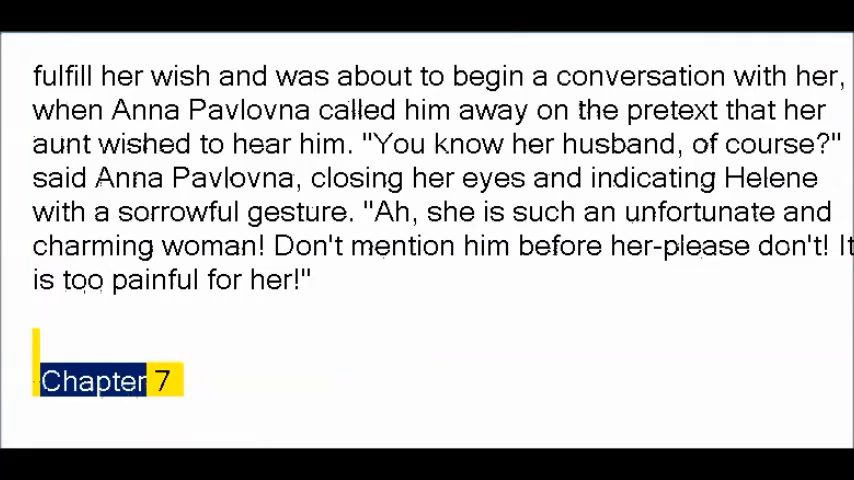 fulfill her wish and was about to begin a conversation with her,
when Anna Pavlovna called him away on the pretext that her
aunt wished to hear him. "You know her husband, of course?"
said Anna Pavlovna, closing her eyes and indicating Helene
with a sorrowful gesture. "Ah, she is such an unfortunate and
charming woman! Don't mention him before her-please don't! It
is too painful for her!"
Chapter 7